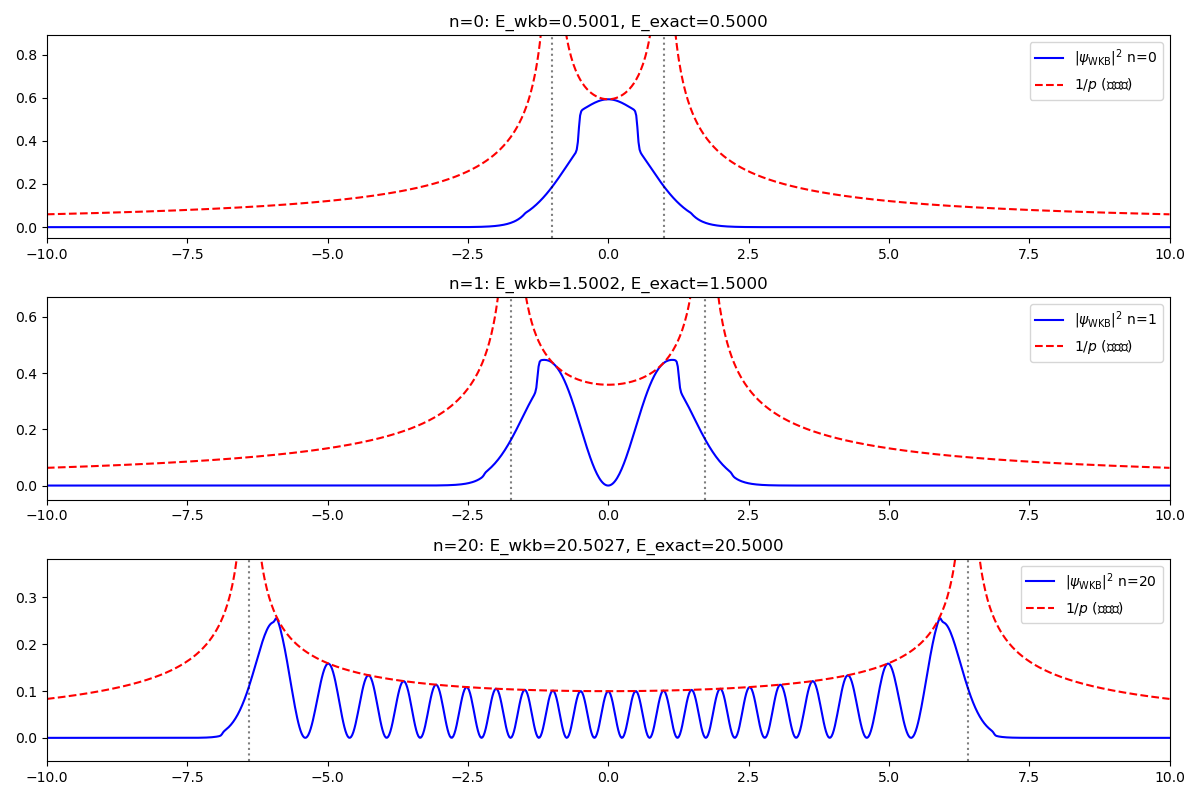 n=0: E_wkb=0.5001, E_exact=0.5000
0.8
0.6
0.4
0.2
0.0
|ψWKB|² n=0
1/p (□□□)
−10.0 −7.5 −5.0 −2.5 0.0 2.5 5.0 7.5 10.0
n=1: E_wkb=1.5002, E_exact=1.5000
0.6
0.4
0.2
0.0
|ψWKB|² n=1
1/p (□□□)
−10.0 −7.5 −5.0 −2.5 0.0 2.5 5.0 7.5 10.0
n=20: E_wkb=20.5027, E_exact=20.5000
0.3
0.2
0.1
0.0
|ψWKB|² n=20
1/p (□□□)
−10.0 −7.5 −5.0 −2.5 0.0 2.5 5.0 7.5 10.0